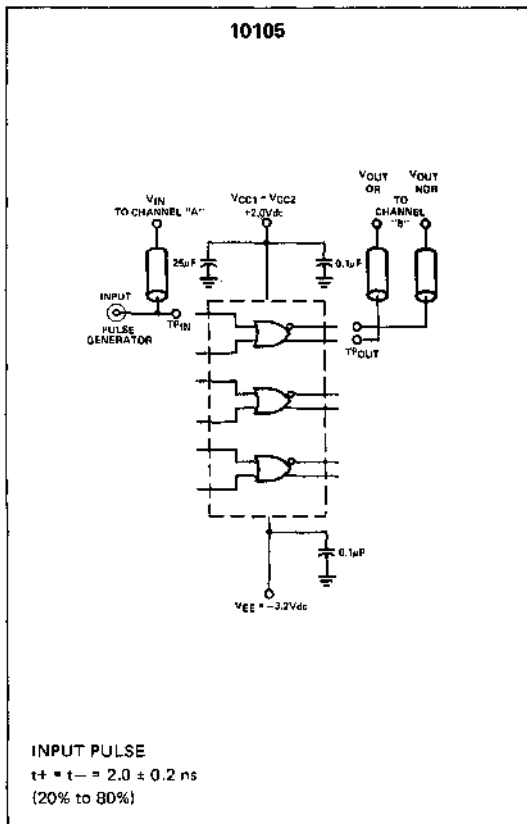 10105
VIN
TO CHANNEL "A"
VCC1 = VCC2
+2.0Vdc
VOUT
OR
VOUT
NOR
TO
CHANNEL
"B"
25µF
0.1µF
INPUT
PULSE
GENERATOR
TPIN
TPOUT
0.1µF
VEE = -3.2Vdc
INPUT PULSE
t+ = t- = 2.0 ± 0.2 ns
(20% to 80%)